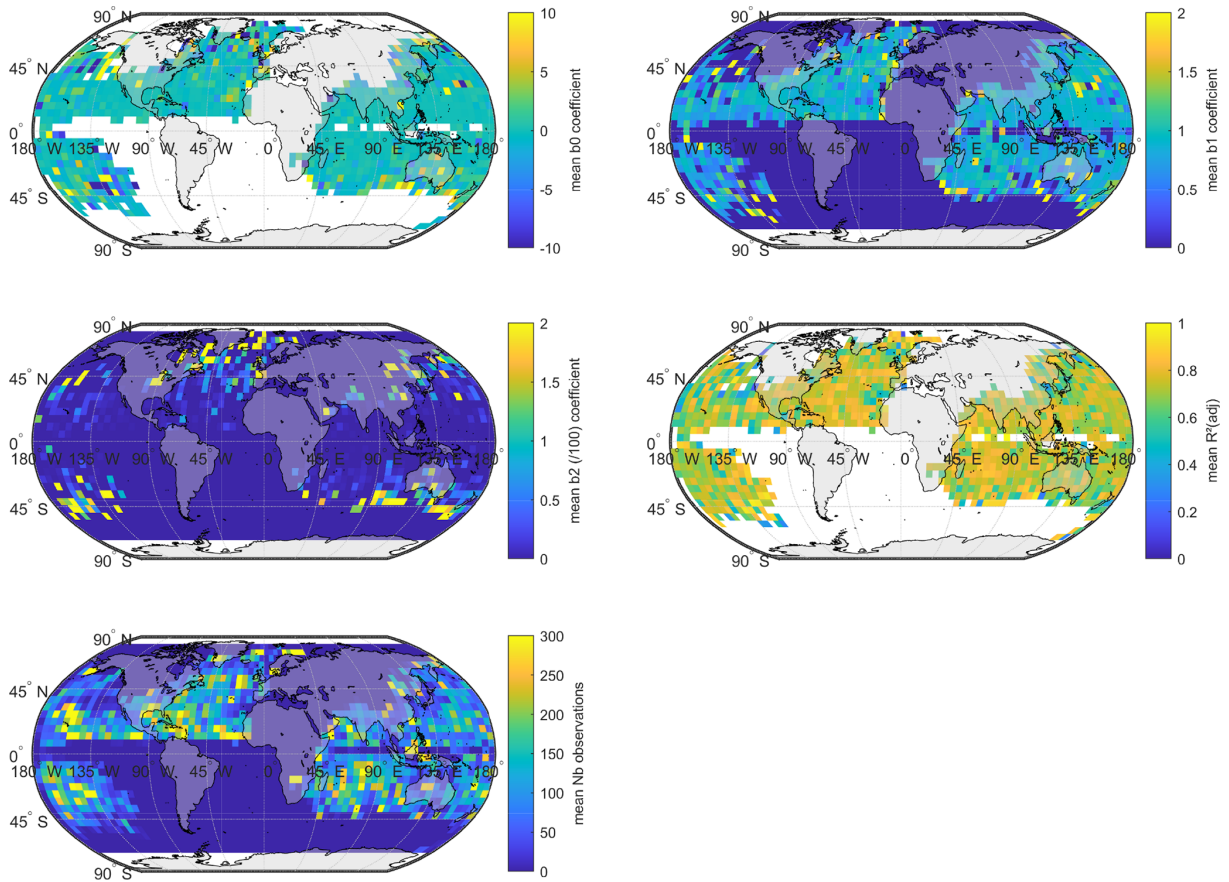 90° N
45° N
0°
180° W 135° W 90° W 45° W 0° 45° E 90° E 135° E 180° E
45° S
90° S
10
5
0
-5
-10
mean b0 coefficient
90° N
45° N
0°
180° W 135° W 90° W 45° W 0° 45° E 90° E 135° E 180° E
45° S
90° S
2
1.5
1
0.5
0
mean b1 coefficient
90° N
45° N
0°
180° W 135° W 90° W 45° W 0° 45° E 90° E 135° E 180° E
45° S
90° S
2
1.5
1
0.5
0
mean b2 (/100) coefficient
90° N
45° N
0°
180° W 135° W 90° W 45° W 0° 45° E 90° E 135° E 180° E
45° S
90° S
1
0.8
0.6
0.4
0.2
0
mean R²(adj)
90° N
45° N
0°
180° W 135° W 90° W 45° W 0° 45° E 90° E 135° E 180° E
45° S
90° S
300
250
200
150
100
50
0
mean Nb observations